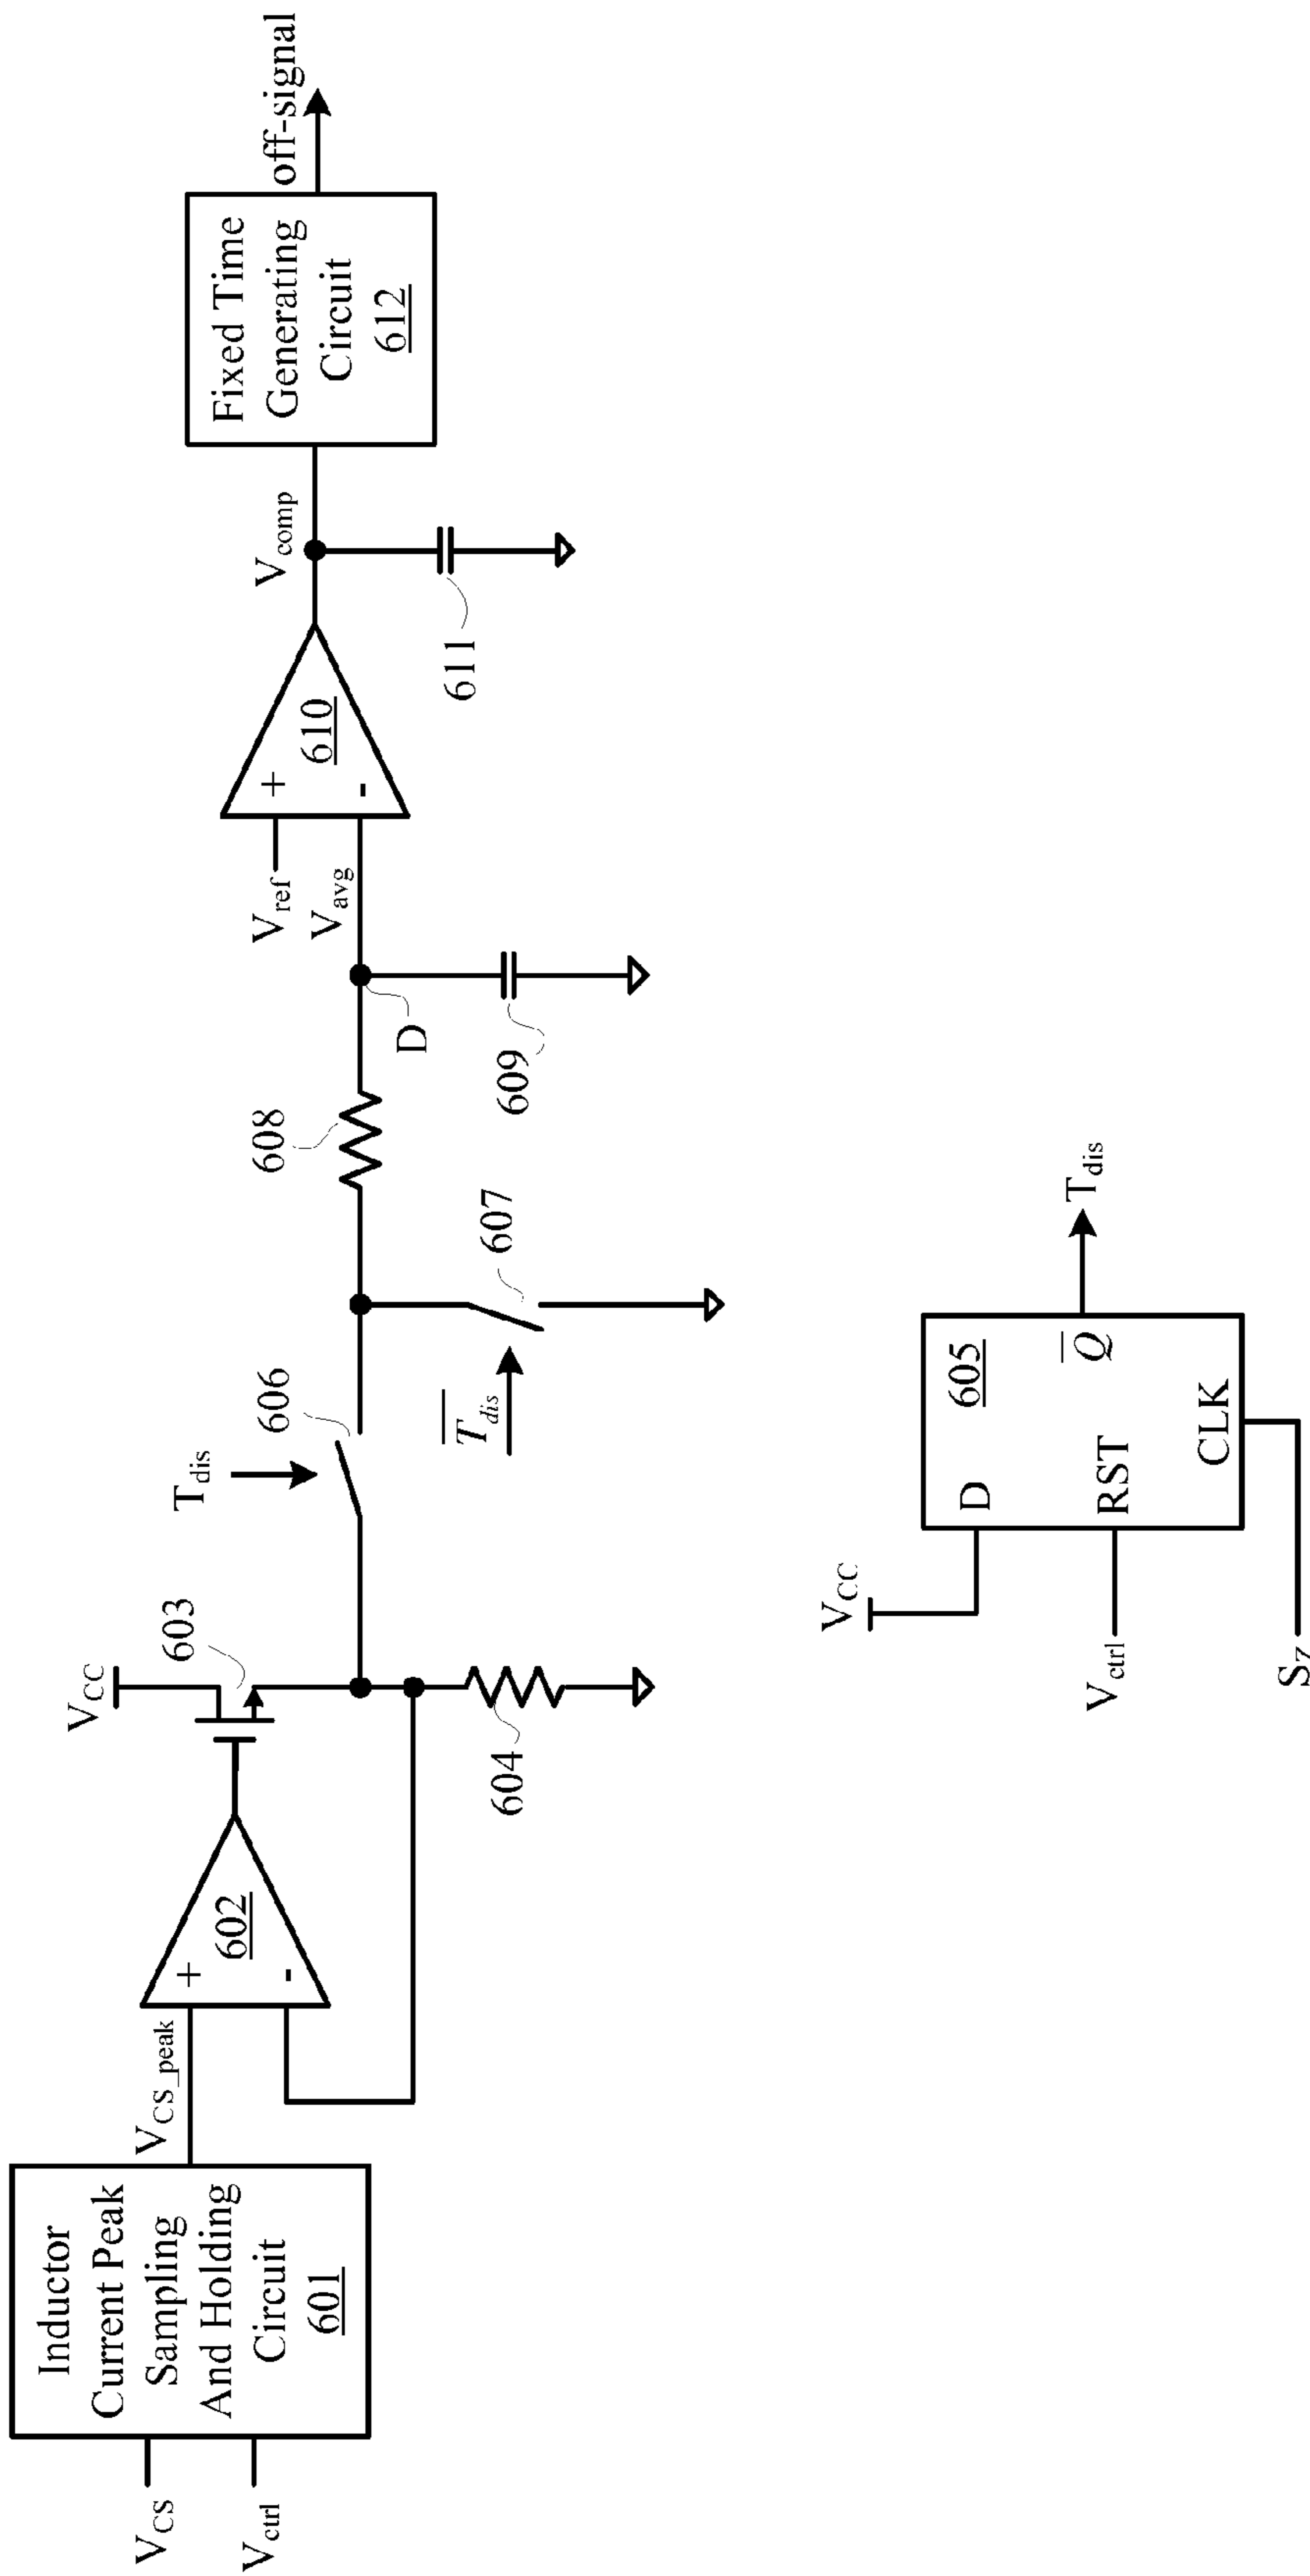 V_CS
V_ctrl
Inductor
Current Peak
Sampling
And Holding
Circuit
601
V_CS_peak
+
-
602
V_CC
603
604
T_dis
606
T̅_dis
607
608
D
609
V_ref
V_avg
+
-
610
V_comp
611
Fixed Time
Generating
Circuit
612
off-signal
V_CC
V_ctrl
S_Z
D
605
RST
Q̅
CLK
T_dis